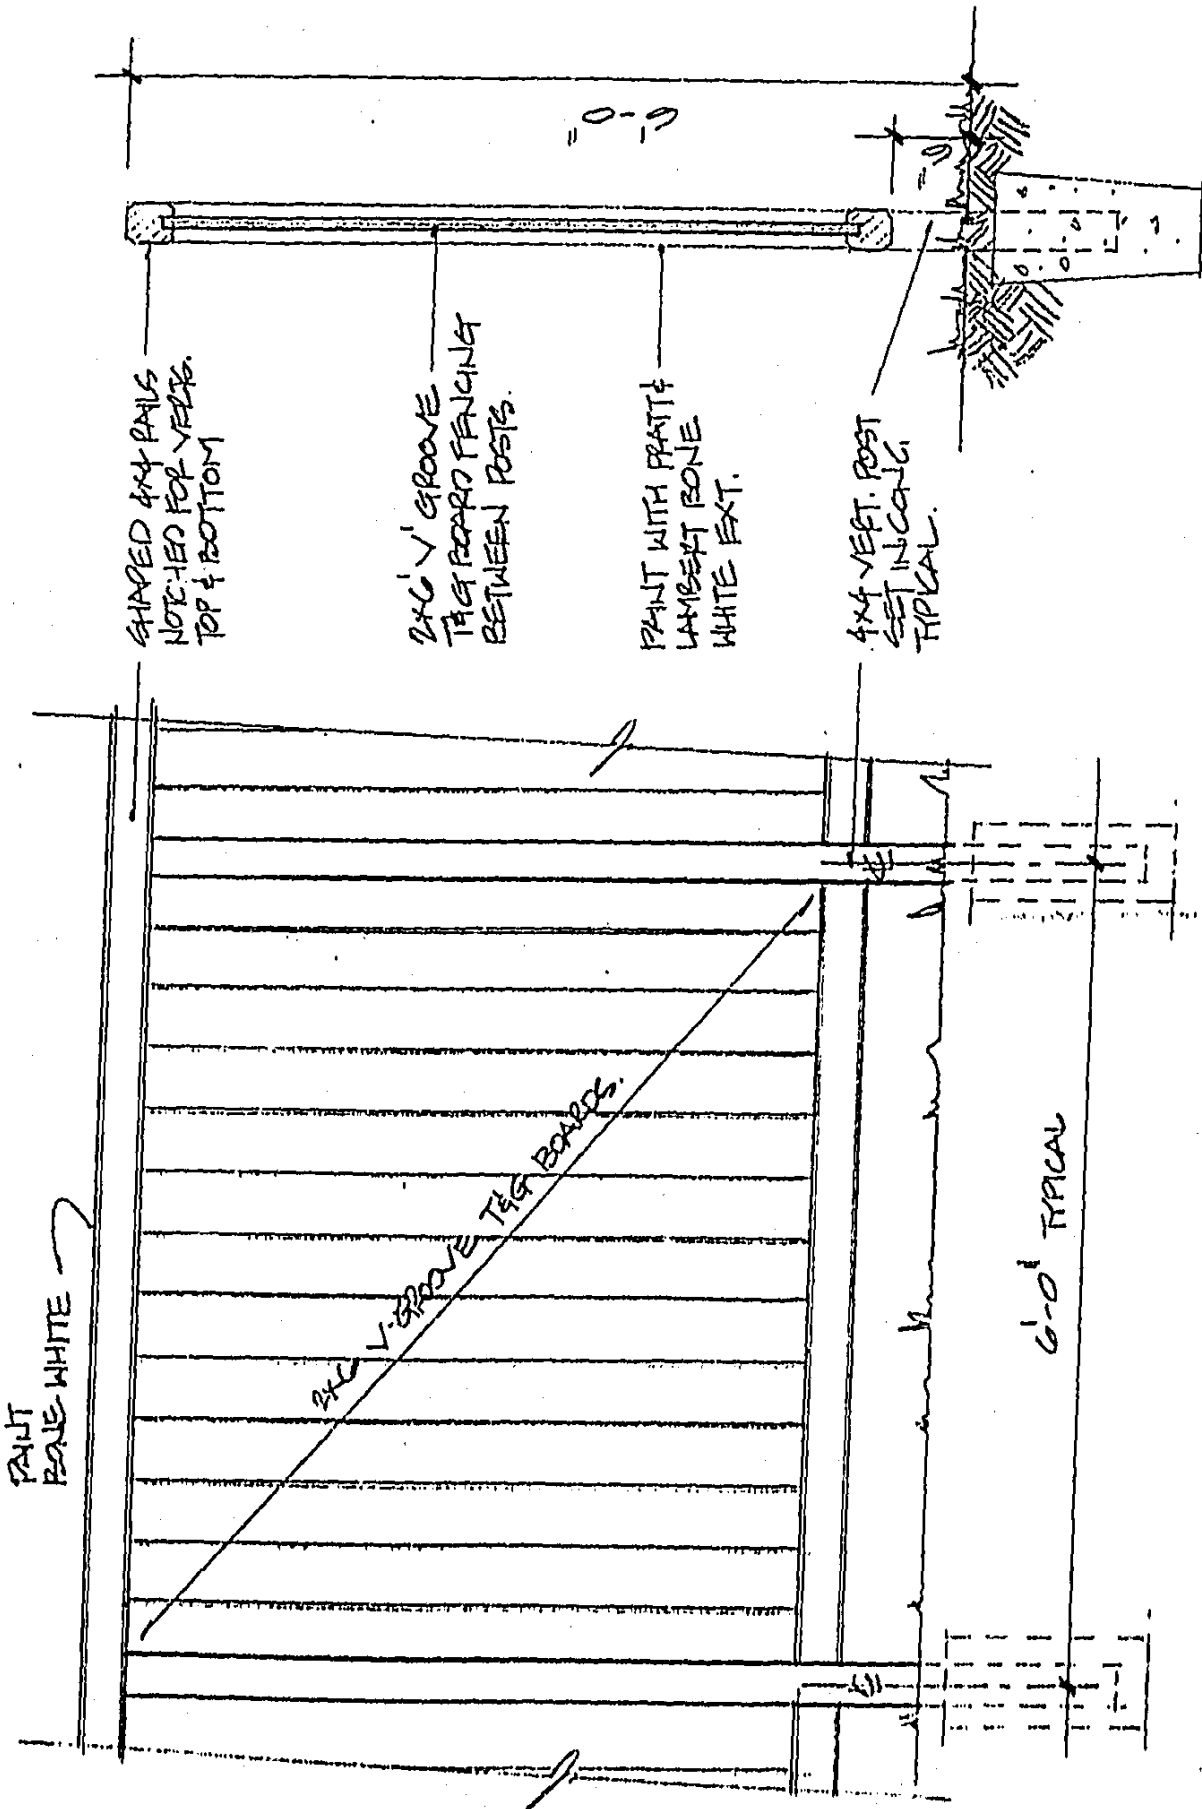 PAINT
BONE WHITE
2x6 V-GROOVE T&G BOARDS.
6'-0" TYPICAL
SHAPED 4x4 RAILS
NOTCHED FOR VERTS.
TOP & BOTTOM
2x6 'V' GROOVE
T&G BOARD FENCING
BETWEEN POSTS.
PAINT WITH PRATT &
LAMBERT BONE
WHITE EXT.
4x4 VERT. POST
SET IN CONC.
TYPICAL.
6'-0"
6"